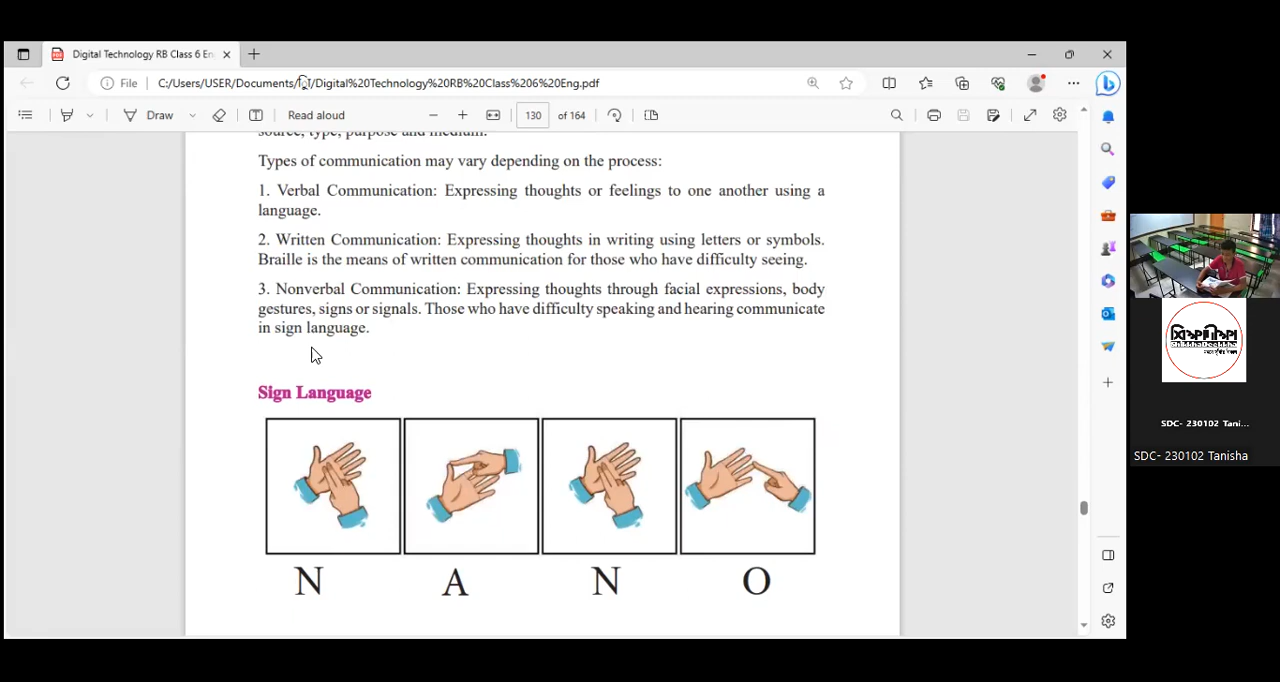 Digital Technology RB Class 6 En
File
C:/Users/USER/Documents/
/Digital%20Technology%20RB%20Class%206%20Eng.pdf
Draw
Read aloud
130 of 164
source, type, purpose and medium.
Types of communication may vary depending on the process:
1. Verbal Communication: Expressing thoughts or feelings to one another using a
language.
2. Written Communication: Expressing thoughts in writing using letters or symbols.
Braille is the means of written communication for those who have difficulty seeing.
3. Nonverbal Communication: Expressing thoughts through facial expressions, body
gestures, signs or signals. Those who have difficulty speaking and hearing communicate
in sign language.
Sign Language
N A N O
SDC- 230102 Tani...
SDC- 230102 Tanisha